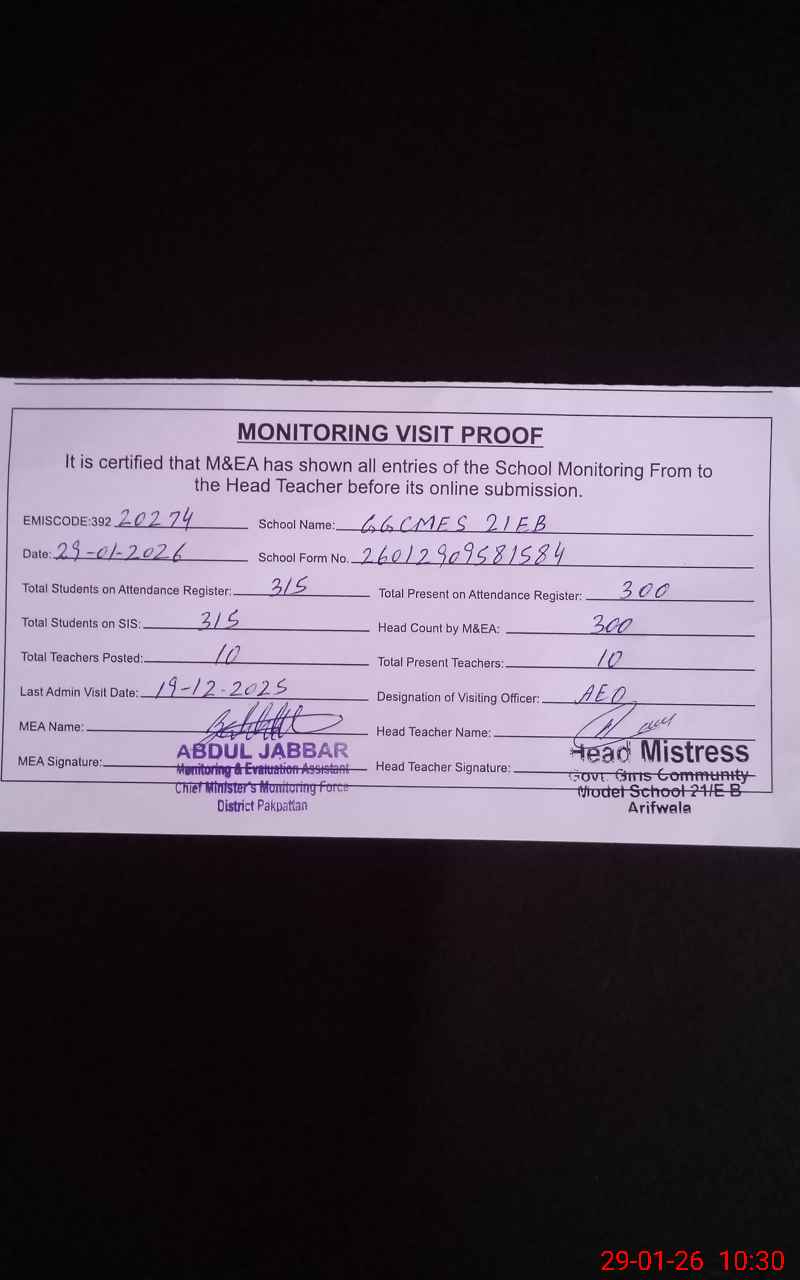 MONITORING VISIT PROOF
It is certified that M&EA has shown all entries of the School Monitoring From to
the Head Teacher before its online submission.
EMISCODE:392 20274 School Name: GGCMES 21EB
Date: 29-01-2026 School Form No. 26012909581584
Total Students on Attendance Register: 315 Total Present on Attendance Register: 300
Total Students on SIS: 315 Head Count by M&EA: 300
Total Teachers Posted: 10 Total Present Teachers: 10
Last Admin Visit Date: 19-12-2025 Designation of Visiting Officer: AEO
MEA Name: Head Teacher Name:
MEA Signature: ABDUL JABBAR Head Teacher Signature: Head Mistress
Monitoring & Evaluation Assistant Govt. Girls Community
Chief Minister's Monitoring Force Model School 21/E B
District Pakpattan Arifwala
29-01-26 10:30